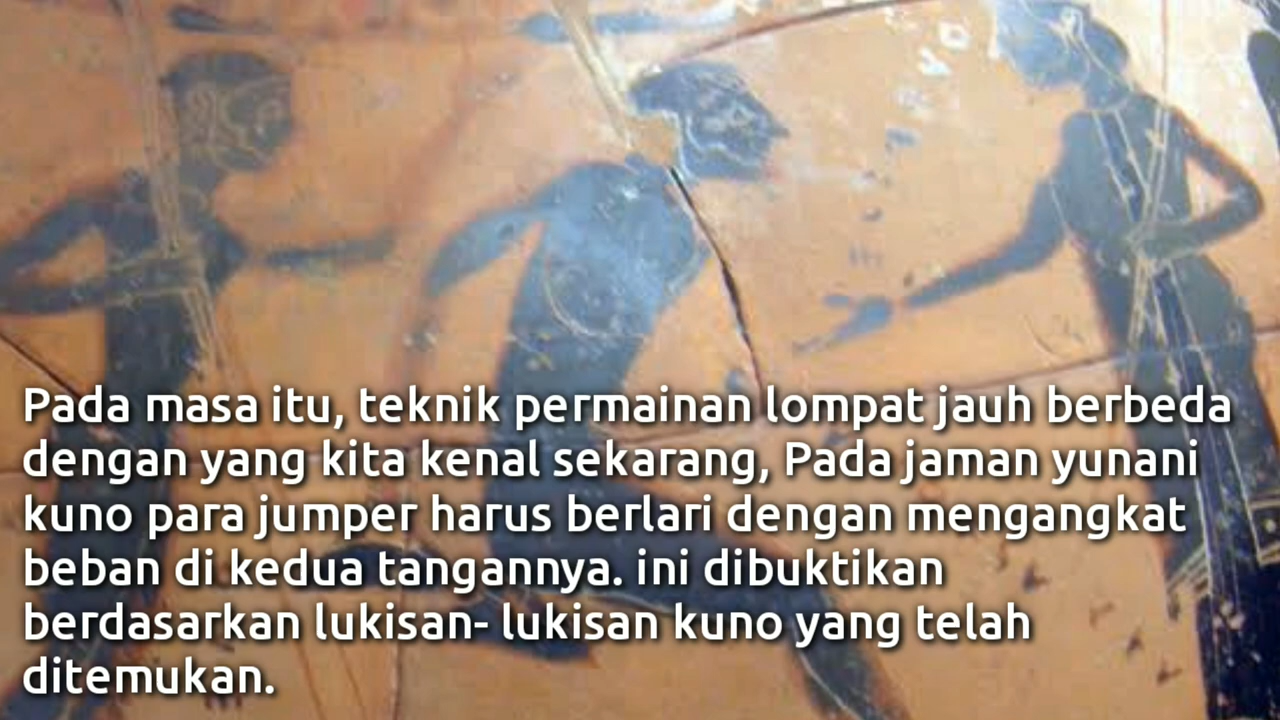 Pada masa itu, teknik permainan lompat jauh berbeda
dengan yang kita kenal sekarang, Pada jaman yunani
kuno para jumper harus berlari dengan mengangkat
beban di kedua tangannya. ini dibuktikan
berdasarkan lukisan- lukisan kuno yang telah
ditemukan.